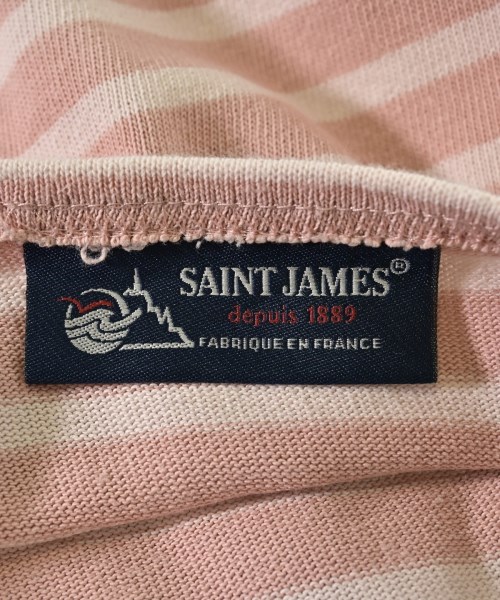 SAINT JAMES®
depuis 1889
FABRIQUE EN FRANCE